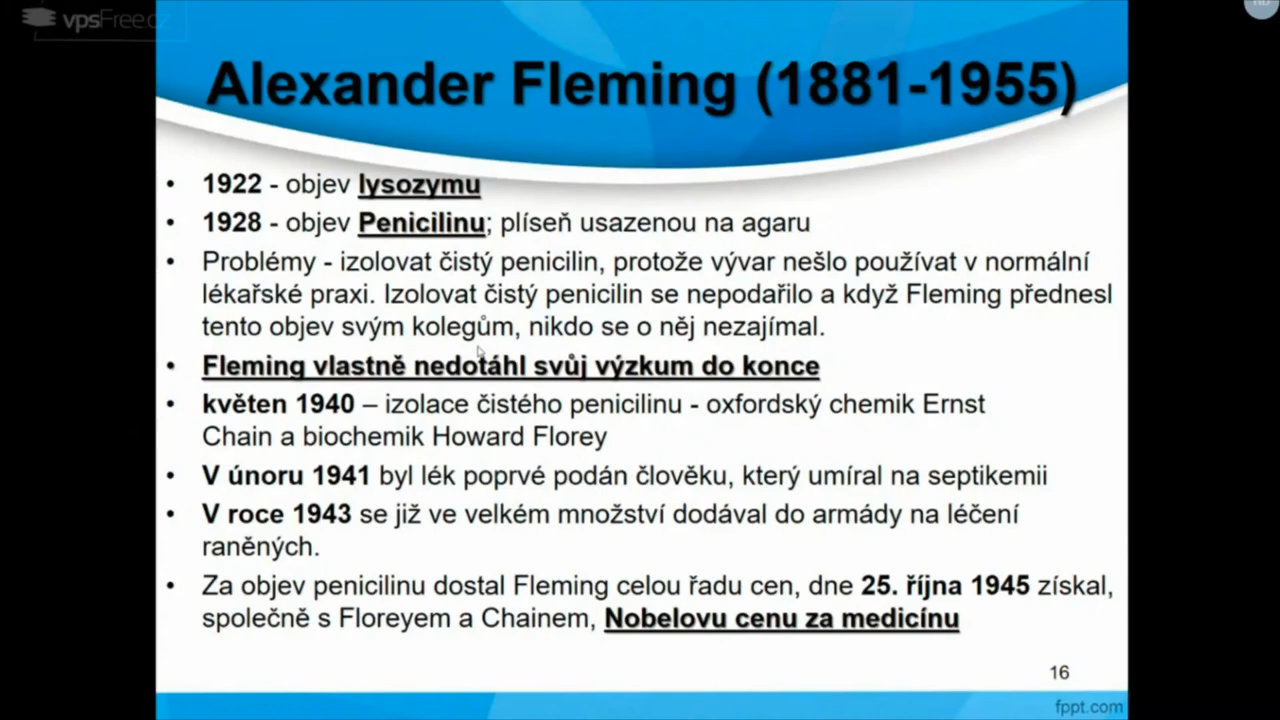 vpsFree.cz
HD
Alexander Fleming (1881-1955)
• 1922 - objev lysozymu
• 1928 - objev Penicilinu; plíseň usazenou na agaru
• Problémy - izolovat čistý penicilin, protože vývar nešlo používat v normální
lékařské praxi. Izolovat čistý penicilin se nepodařilo a když Fleming přednesl
tento objev svým kolegům, nikdo se o něj nezajímal.
• Fleming vlastně nedotáhl svůj výzkum do konce
• květen 1940 – izolace čistého penicilinu - oxfordský chemik Ernst
Chain a biochemik Howard Florey
• V únoru 1941 byl lék poprvé podán člověku, který umíral na septikemii
• V roce 1943 se již ve velkém množství dodával do armády na léčení
raněných.
• Za objev penicilinu dostal Fleming celou řadu cen, dne 25. října 1945 získal,
společně s Floreyem a Chainem, Nobelovu cenu za medicínu
16
fppt.com